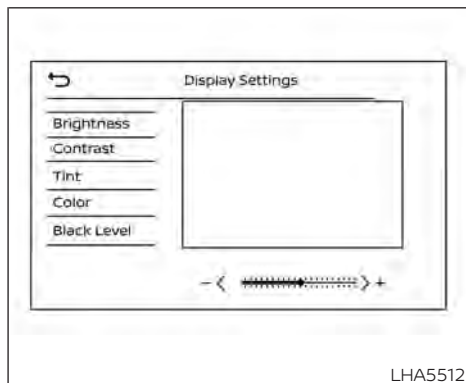 Display Settings
Brightness
Contrast
Tint
Color
Black Level
- +
LHA5512